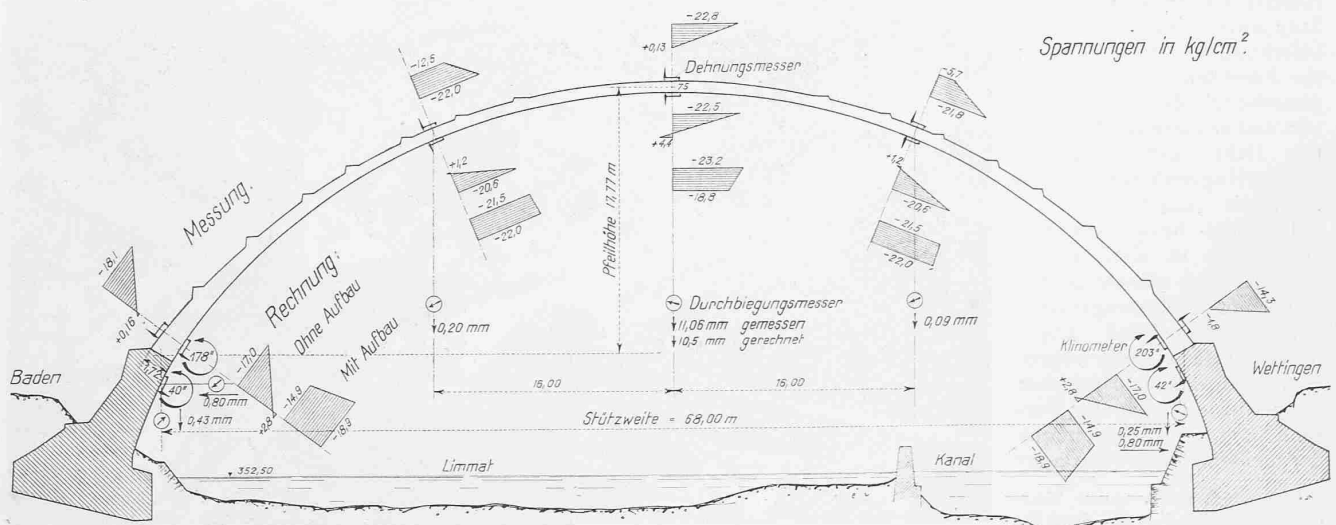 Spannungen in kg/cm².
-22,8
+0,13
Dehnungsmesser
75
-12,5
-22,0
-5,7
-21,8
-22,5
+4,4
-23,2
-18,8
+1,2
-20,6
-21,5
-22,0
+1,2
-20,6
-21,5
-22,0
Pfeilhöhe 17,77 m
Messung.
-18,1
+0,16
Rechnung:
Ohne Aufbau
Mit Aufbau
Durchbiegungsmesser
11,06 mm gemessen
10,5 mm gerechnet
0,20 mm
0,09 mm
-14,3
-1,8
Klinometer
203"
42"
178"
40"
1,72
Baden
Wettingen
-17,0
+2,8
-14,9
-18,9
0,80 mm
0,43 mm
16,00
16,00
+2,8
-17,0
-14,9
-18,9
0,25 mm
0,80 mm
Stützweite = 68,00 m
352,50
Limmat
Kanal